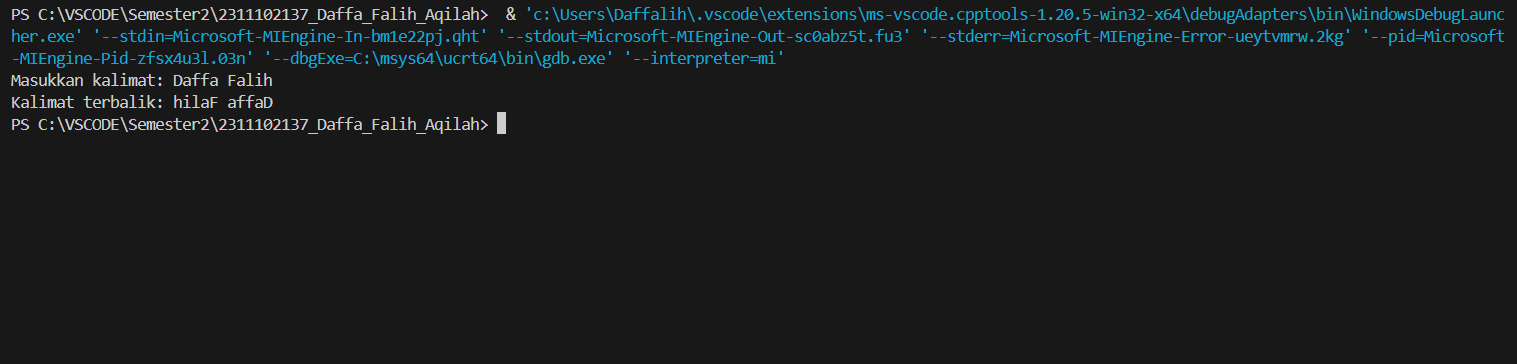 PS C:\VSCODE\Semester2\2311102137_Daffa_Falih_Aqilah>  & 'c:\Users\Daffalih\.vscode\extensions\ms-vscode.cpptools-1.20.5-win32-x64\debugAdapters\bin\WindowsDebugLaunc
her.exe' '--stdin=Microsoft-MIEngine-In-bm1e22pj.qht' '--stdout=Microsoft-MIEngine-Out-sc0abz5t.fu3' '--stderr=Microsoft-MIEngine-Error-ueytvmrw.2kg' '--pid=Microsoft
-MIEngine-Pid-zfsx4u3l.03n' '--dbgExe=C:\msys64\ucrt64\bin\gdb.exe' '--interpreter=mi'
Masukkan kalimat: Daffa Falih
Kalimat terbalik: hilaF affaD
PS C:\VSCODE\Semester2\2311102137_Daffa_Falih_Aqilah>